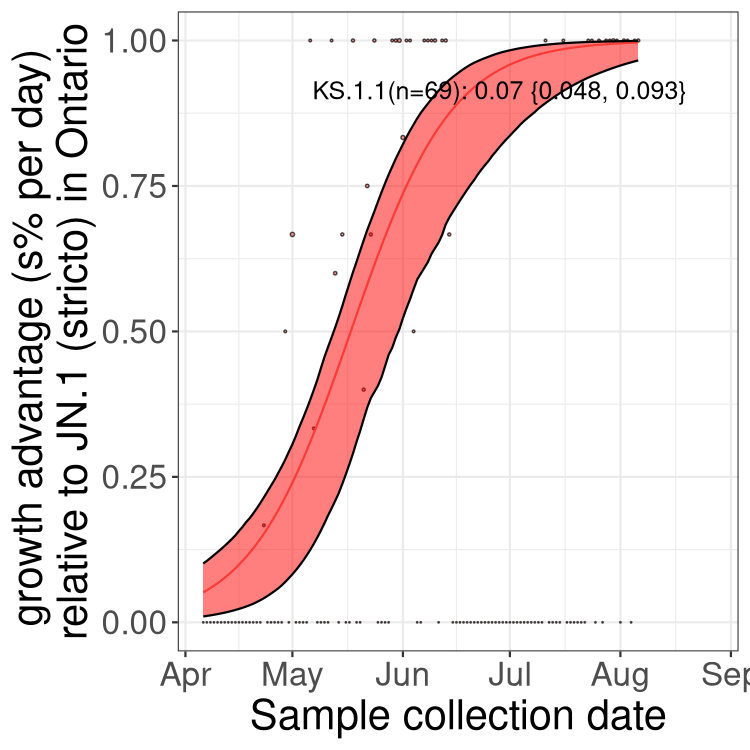 growth advantage (s% per day)
relative to JN.1 (stricto) in Ontario
1.00
0.75
0.50
0.25
0.00
KS.1.1(n=69): 0.07 {0.048, 0.093}
Apr May Jun Jul Aug Sep
Sample collection date